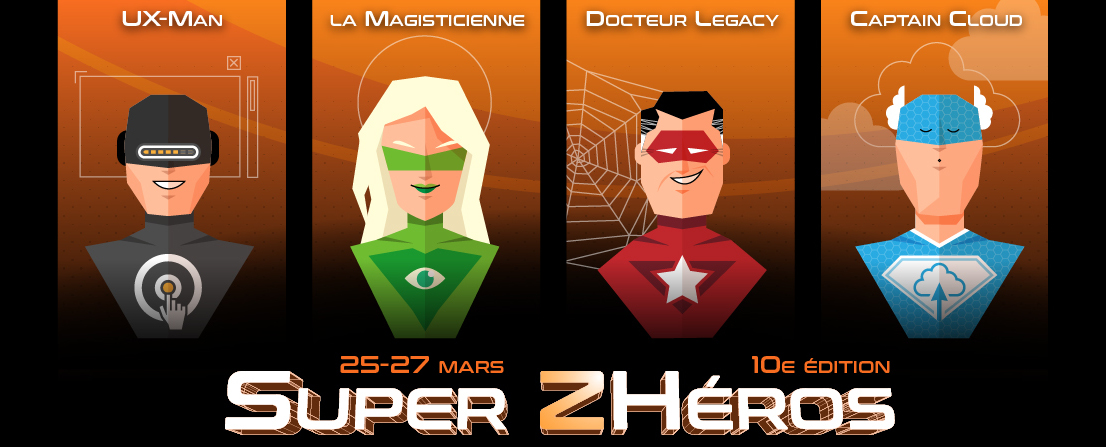 UX-Man
la Magisticienne
Docteur Legacy
Captain Cloud
25-27 mars
10e édition
Super ZHéros